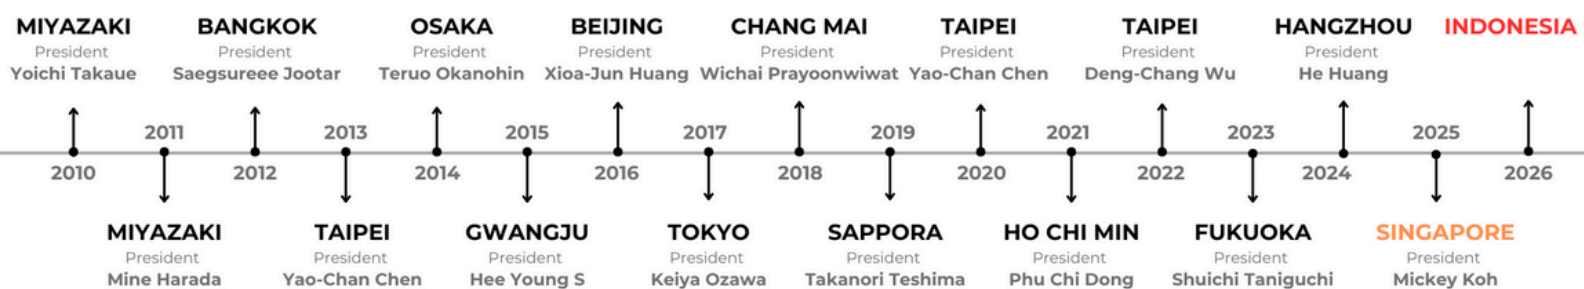 MIYAZAKI
President
Yoichi Takaue
BANGKOK
President
Saegsureee Jootar
OSAKA
President
Teruo Okanohin
BEIJING
President
Xioa-Jun Huang
CHANG MAI
President
Wichai Prayoonwiwat
TAIPEI
President
Yao-Chan Chen
TAIPEI
President
Deng-Chang Wu
HANGZHOU
President
He Huang
INDONESIA
2011
2013
2015
2017
2019
2021
2023
2025
2010
2012
2014
2016
2018
2020
2022
2024
2026
MIYAZAKI
President
Mine Harada
TAIPEI
President
Yao-Chan Chen
GWANGJU
President
Hee Young S
TOKYO
President
Keiya Ozawa
SAPPORA
President
Takanori Teshima
HO CHI MIN
President
Phu Chi Dong
FUKUOKA
President
Shuichi Taniguchi
SINGAPORE
President
Mickey Koh